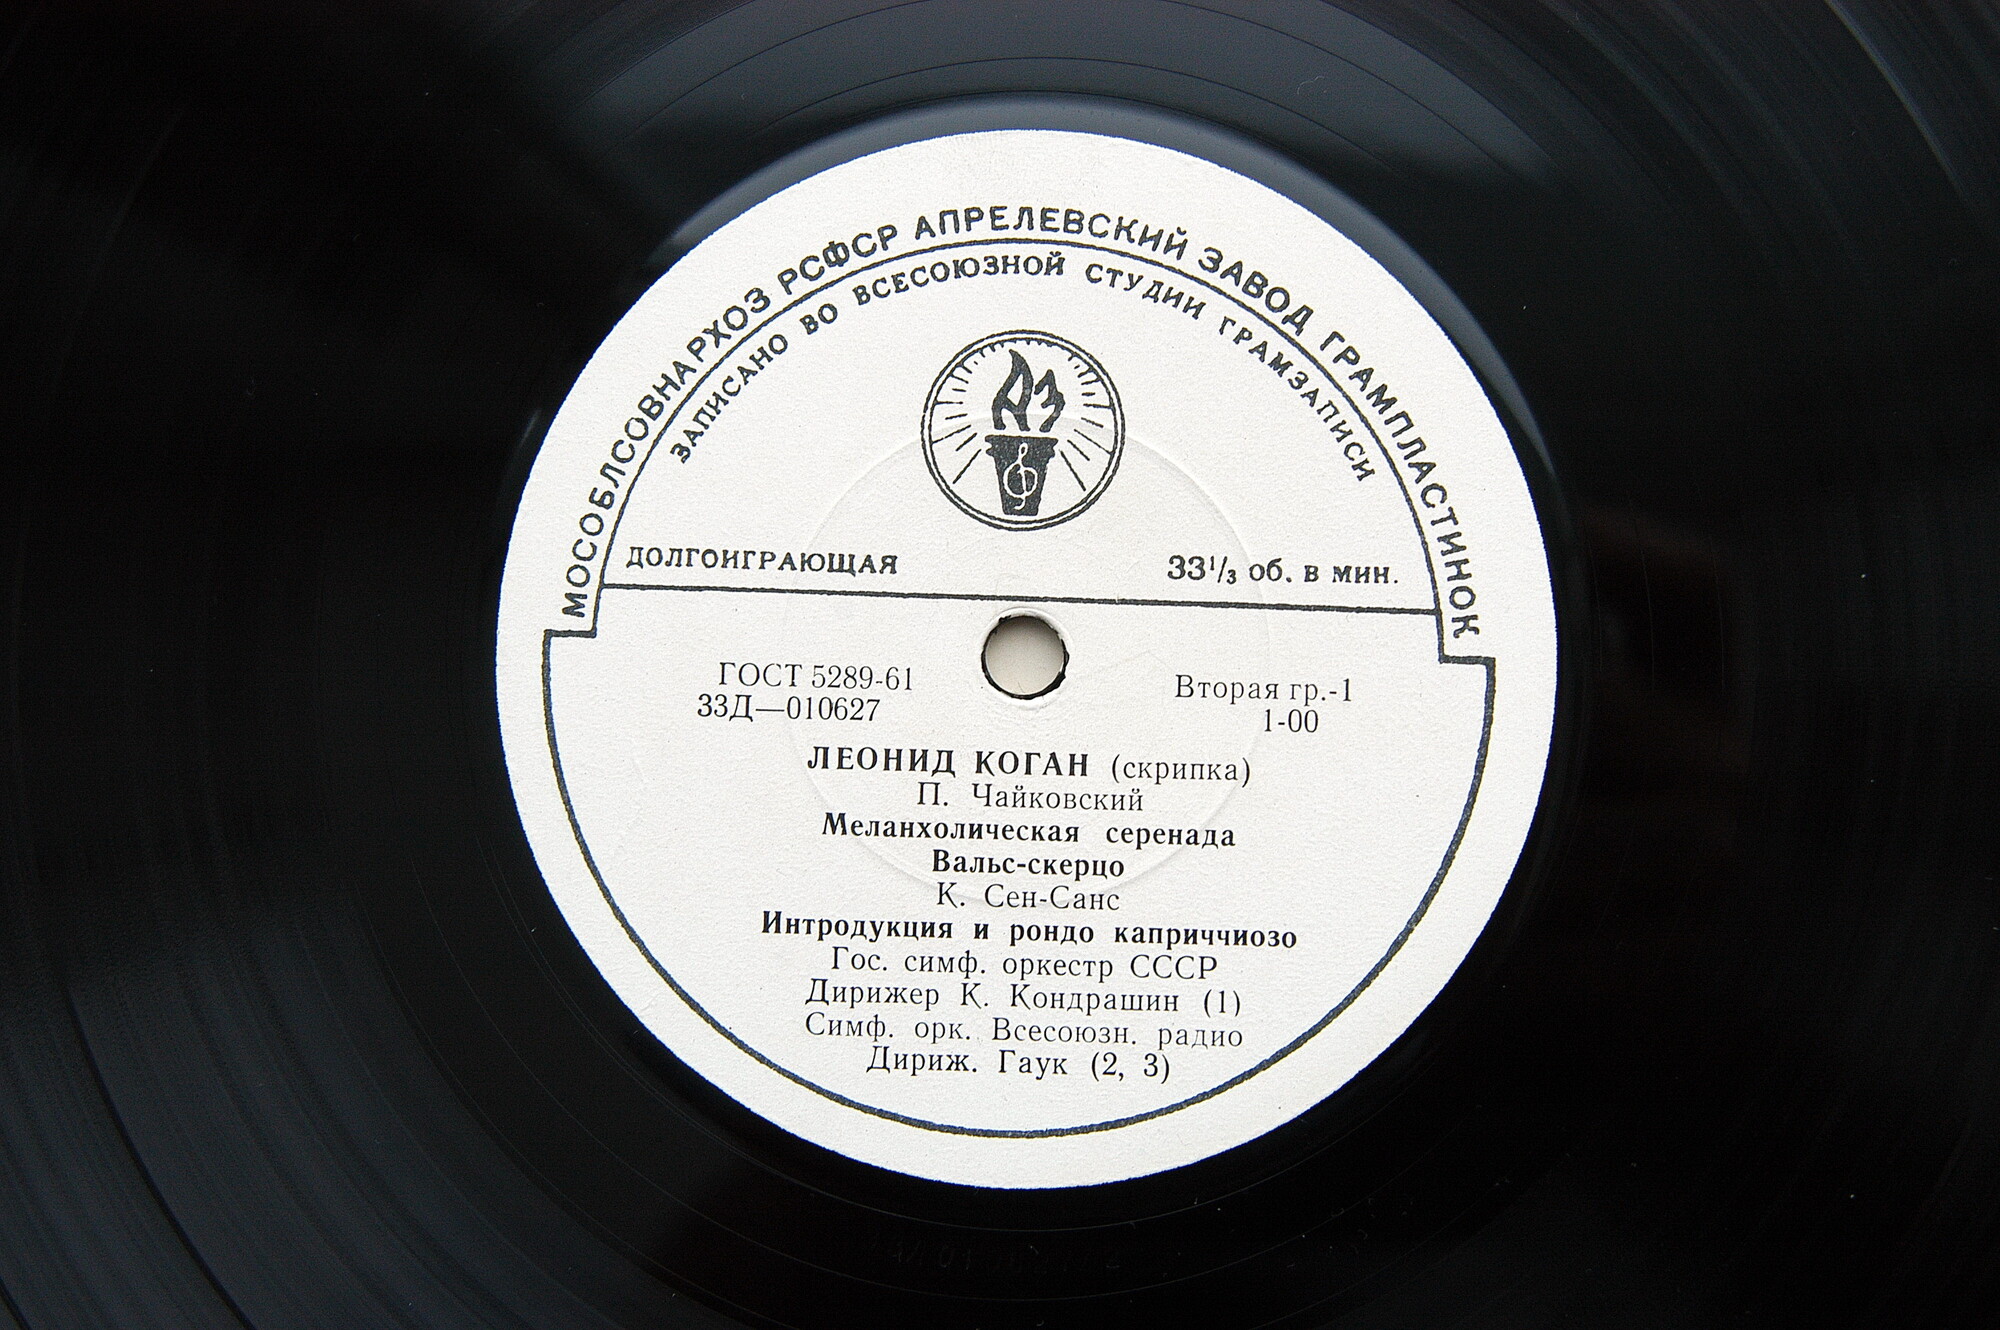 МОСОБЛСОВНАРХОЗ РСФСР АПРЕЛЕВСКИЙ ЗАВОД ГРАМПЛАСТИНОК
ЗАПИСАНО ВО ВСЕСОЮЗНОЙ СТУДИИ ГРАМЗАПИСИ
АЗ
ДОЛГОИГРАЮЩАЯ 33⅓ об. в мин.
ГОСТ 5289-61 Вторая гр.-1
33Д—010627 1-00
ЛЕОНИД КОГАН (скрипка)
П. Чайковский
Меланхолическая серенада
Вальс-скерцо
К. Сен-Санс
Интродукция и рондо каприччиозо
Гос. симф. оркестр СССР
Дирижер К. Кондрашин (1)
Симф. орк. Всесоюзн. радио
Дириж. Гаук (2, 3)